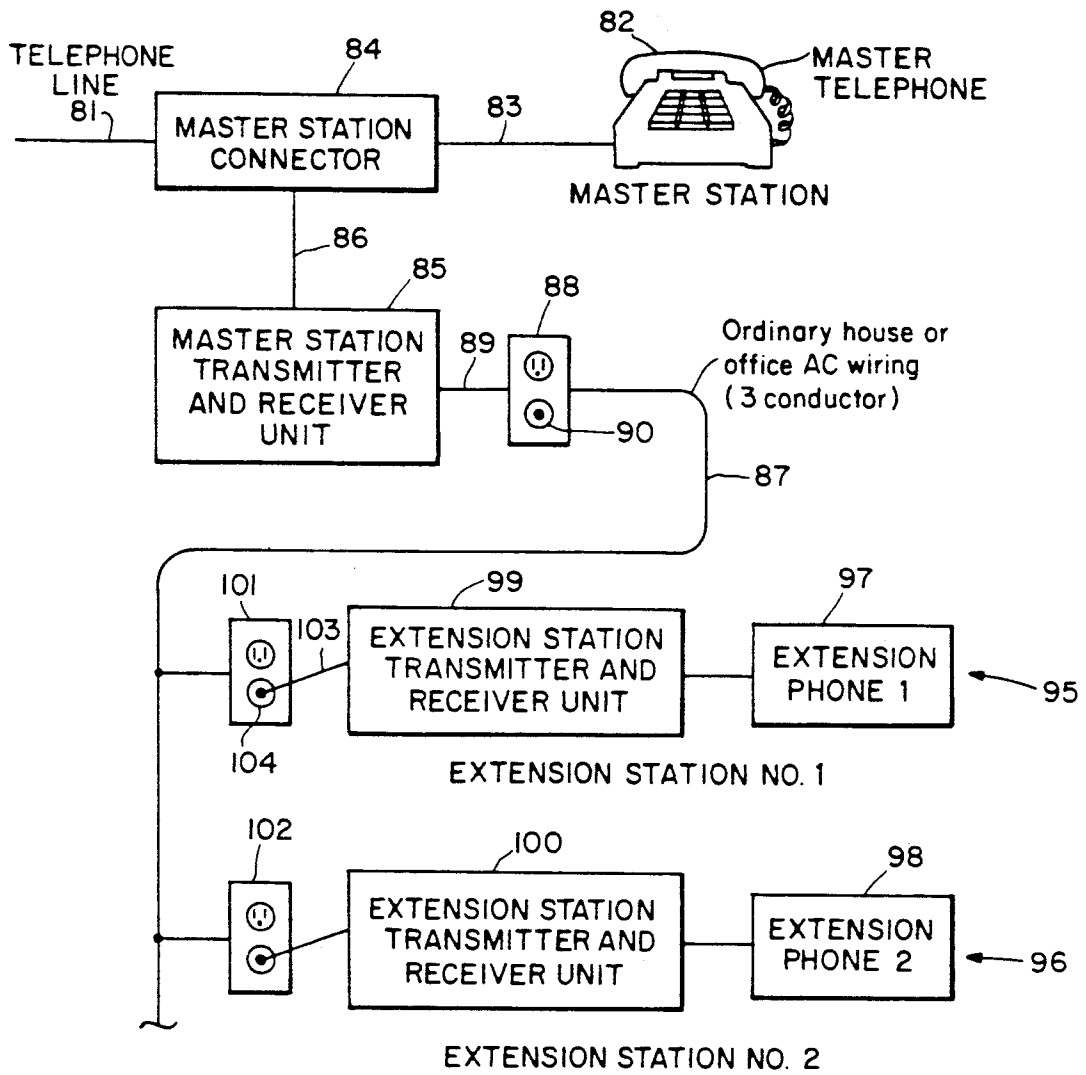 TELEPHONE
LINE
81
84
82
MASTER
TELEPHONE
MASTER STATION
CONNECTOR
83
MASTER STATION
86
85
88
MASTER STATION
TRANSMITTER
AND RECEIVER
UNIT
89
90
Ordinary house or
office AC wiring
(3 conductor)
87
101
103
99
97
EXTENSION STATION
TRANSMITTER AND
RECEIVER UNIT
EXTENSION
PHONE 1
95
104
EXTENSION STATION NO. 1
102
100
98
EXTENSION STATION
TRANSMITTER AND
RECEIVER UNIT
EXTENSION
PHONE 2
96
EXTENSION STATION NO. 2